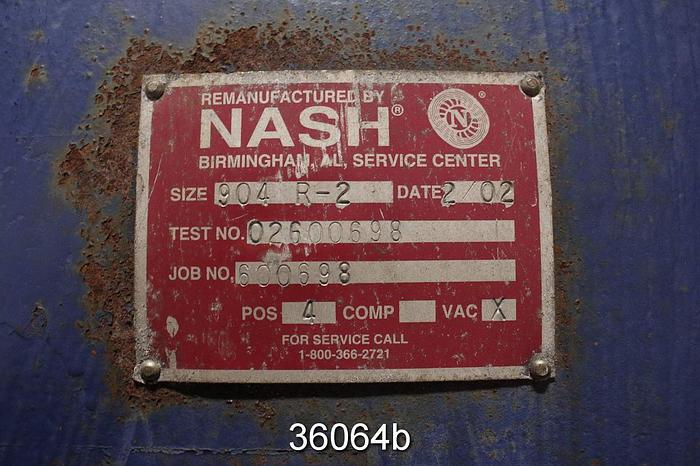 REMANUFACTURED BY
NASH®
N ®
BIRMINGHAM, AL, SERVICE CENTER
SIZE 904 R-2 DATE 2/02
TEST NO. 02600698
JOB NO. 600698
POS 4 COMP VAC X
FOR SERVICE CALL
1-800-366-2721
36064b